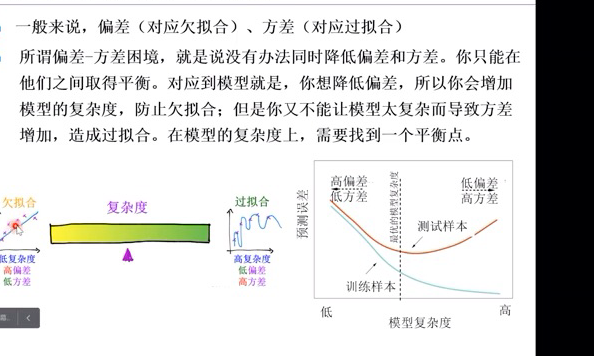 一般来说，偏差（对应欠拟合）、方差（对应过拟合）
所谓偏差-方差困境，就是说没有办法同时降低偏差和方差。你只能在
他们之间取得平衡。对应到模型就是，你想降低偏差，所以你会增加
模型的复杂度，防止欠拟合；但是你又不能让模型太复杂而导致方差
增加，造成过拟合。在模型的复杂度上，需要找到一个平衡点。
欠拟合
低复杂度
高偏差
低方差
复杂度
过拟合
高复杂度
低偏差
高方差
预测误差
高偏差
低方差
最优的模型复杂度
低偏差
高方差
测试样本
训练样本
低
模型复杂度
高